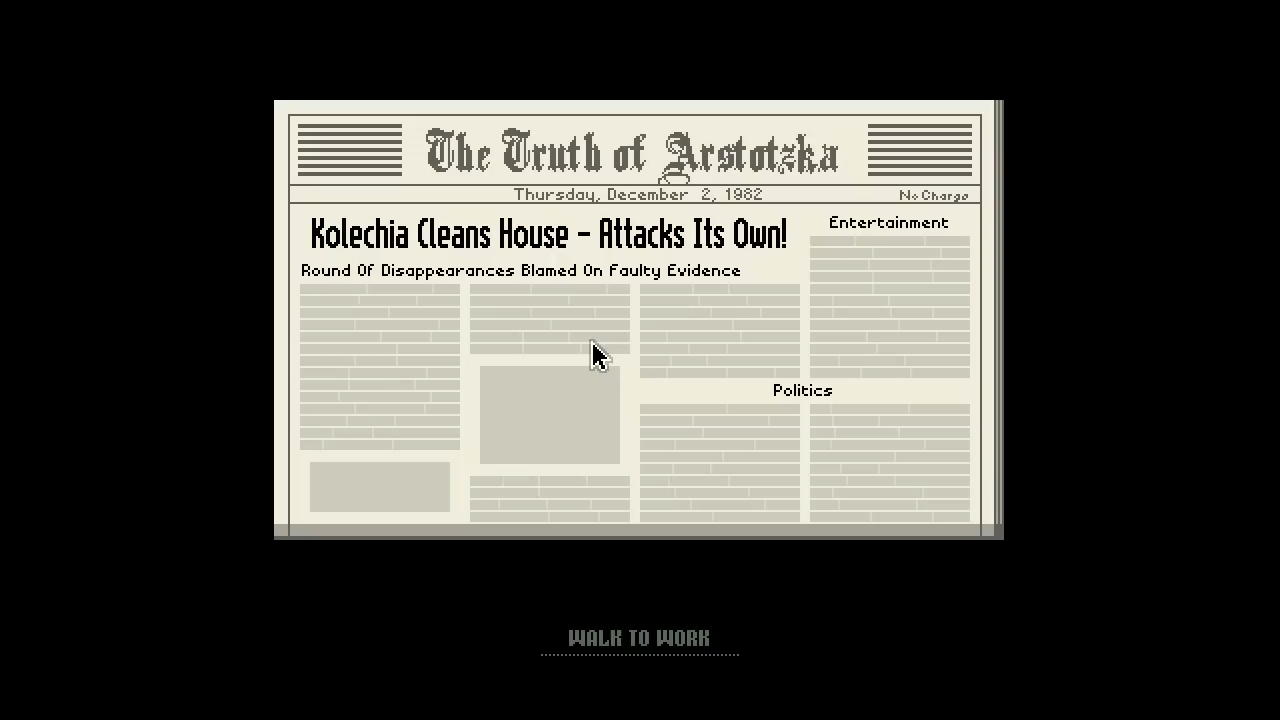 The Truth of Arstotzka
Thursday, December 2, 1982
No Charge
Kolechia Cleans House - Attacks Its Own!
Round Of Disappearances Blamed On Faulty Evidence
Entertainment
Politics
WALK TO WORK